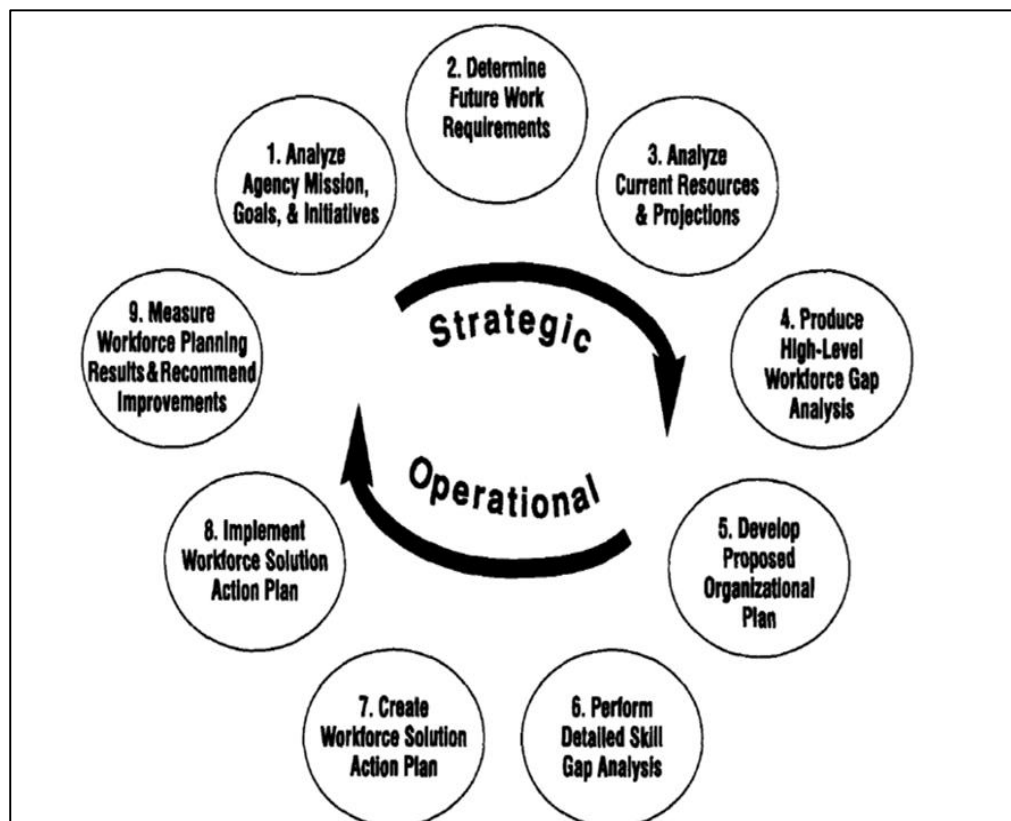 1. Analyze
Agency Mission,
Goals, & Initiatives
2. Determine
Future Work
Requirements
3. Analyze
Current Resources
& Projections
4. Produce
High-Level
Workforce Gap
Analysis
5. Develop
Proposed
Organizational
Plan
6. Perform
Detailed Skill
Gap Analysis
7. Create
Workforce Solution
Action Plan
8. Implement
Workforce Solution
Action Plan
9. Measure
Workforce Planning
Results & Recommend
Improvements
Strategic
Operational